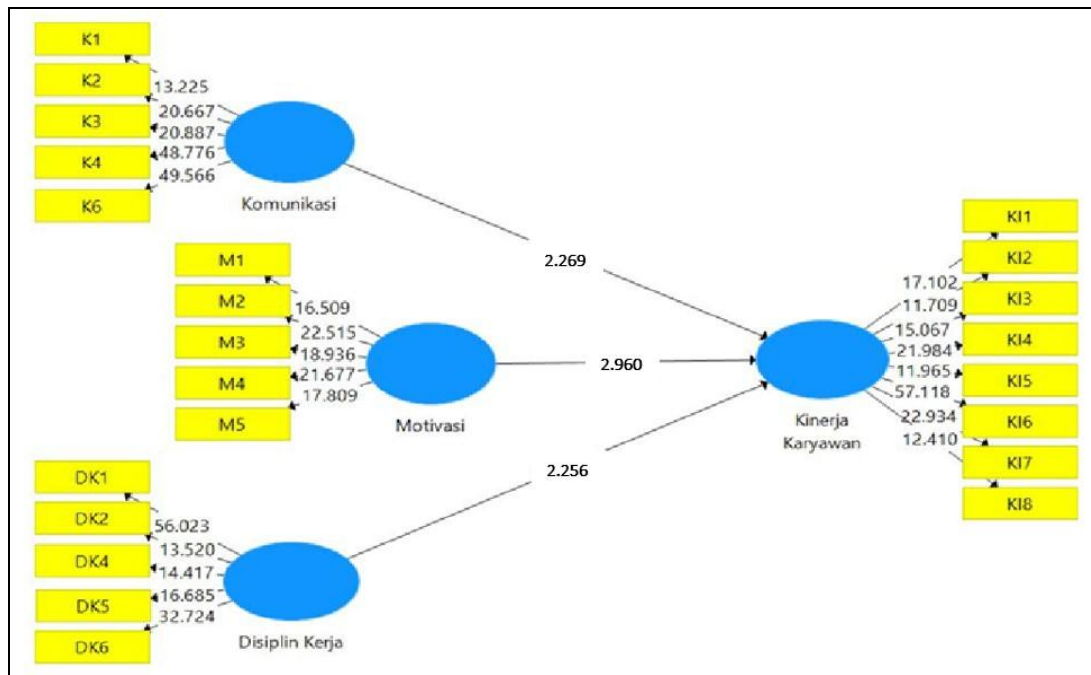 K1
K2
K3
K4
K6
13.225
20.667
20.887
48.776
49.566
Komunikasi
M1
M2
M3
M4
M5
16.509
22.515
18.936
21.677
17.809
Motivasi
DK1
DK2
DK4
DK5
DK6
56.023
13.520
14.417
16.685
32.724
Disiplin Kerja
2.269
2.960
2.256
Kinerja
Karyawan
17.102
11.709
15.067
21.984
11.965
57.118
22.934
12.410
KI1
KI2
KI3
KI4
KI5
KI6
KI7
KI8